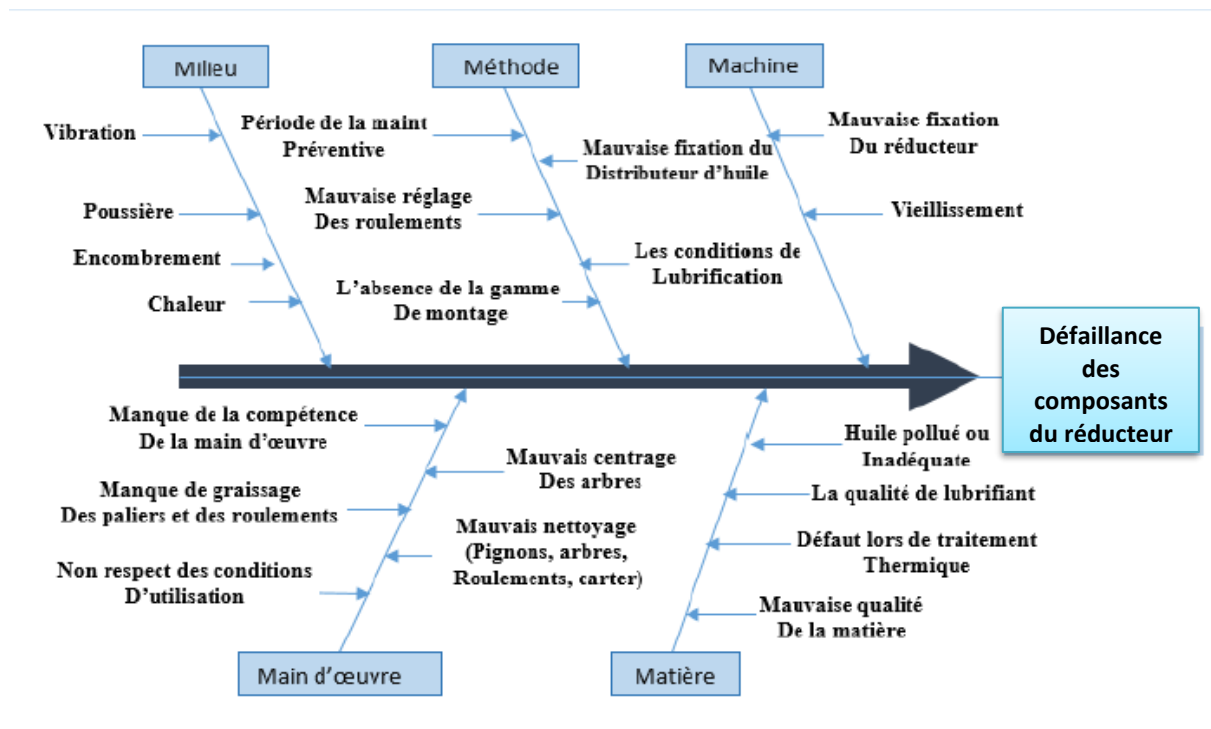 Milieu
Méthode
Machine
Vibration
Poussière
Encombrement
Chaleur
Période de la maint
Préventive
Mauvaise fixation du
Distributeur d'huile
Mauvaise réglage
Des roulements
Les conditions de
Lubrification
L'absence de la gamme
De montage
Mauvaise fixation
Du réducteur
Vieillissement
Défaillance
des
composants
du réducteur
Manque de la compétence
De la main d'œuvre
Mauvais centrage
Des arbres
Manque de graissage
Des paliers et des roulements
Mauvais nettoyage
(Pignons, arbres,
Roulements, carter)
Non respect des conditions
D'utilisation
Huile pollué ou
Inadéquate
La qualité de lubrifiant
Défaut lors de traitement
Thermique
Mauvaise qualité
De la matière
Main d'œuvre
Matière